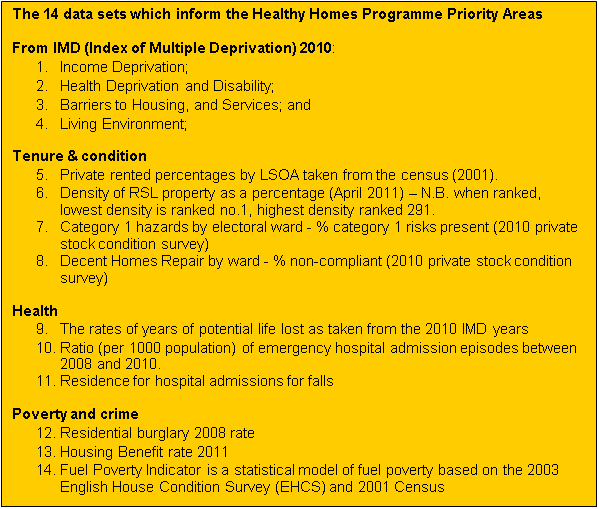 The 14 data sets which inform the Healthy Homes Programme Priority Areas
From IMD (Index of Multiple Deprivation) 2010:
1. Income Deprivation;
2. Health Deprivation and Disability;
3. Barriers to Housing, and Services; and
4. Living Environment;
Tenure & condition
5. Private rented percentages by LSOA taken from the census (2001).
6. Density of RSL property as a percentage (April 2011) – N.B. when ranked,
lowest density is ranked no.1, highest density ranked 291.
7. Category 1 hazards by electoral ward - % category 1 risks present (2010 private
stock condition survey)
8. Decent Homes Repair by ward - % non-compliant (2010 private stock condition
survey)
Health
9. The rates of years of potential life lost as taken from the 2010 IMD years
10. Ratio (per 1000 population) of emergency hospital admission episodes between
2008 and 2010.
11. Residence for hospital admissions for falls
Poverty and crime
12. Residential burglary 2008 rate
13. Housing Benefit rate 2011
14. Fuel Poverty Indicator is a statistical model of fuel poverty based on the 2003
English House Condition Survey (EHCS) and 2001 Census